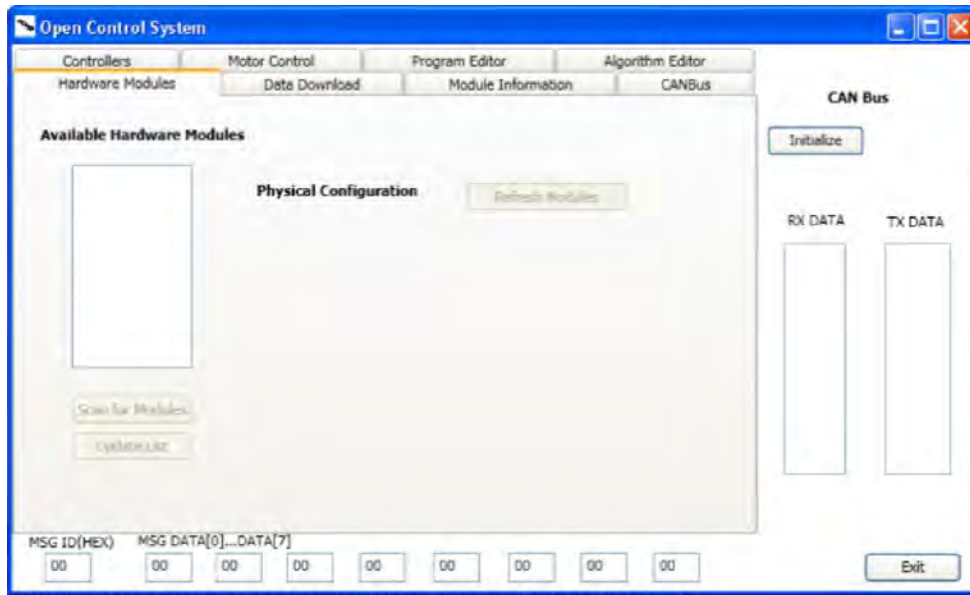 Open Control System
Controllers Motor Control Program Editor Algorithm Editor
Hardware Modules Data Download Module Information CANBus
CAN Bus
Available Hardware Modules
Initialize
Physical Configuration Refresh Modules
RX DATA TX DATA
Scan for Modules
Update List
MSG ID(HEX) MSG DATA[0]...DATA[7]
00 00 00 00 00 00 00 00 00
Exit